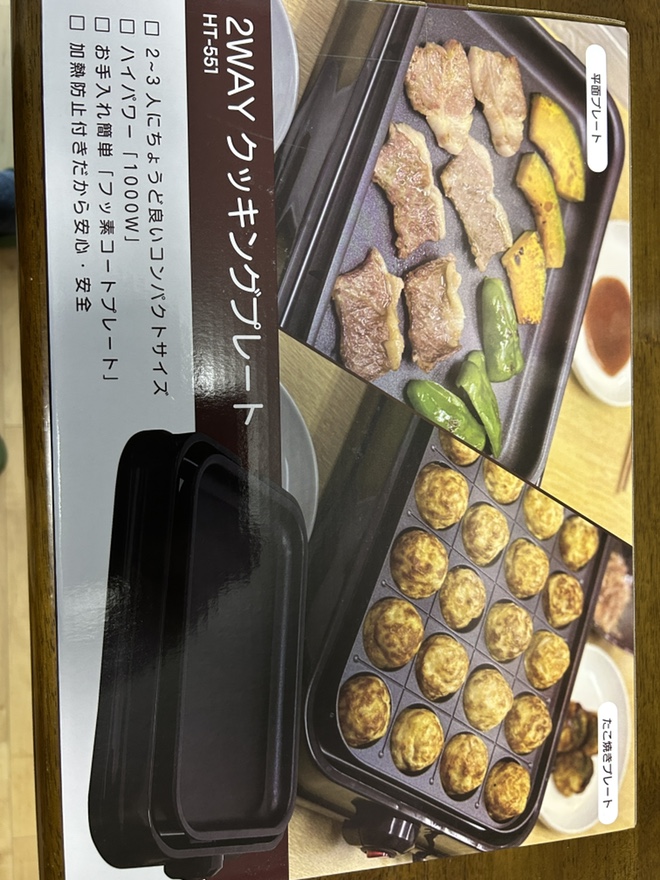 2WAY クッキングプレート
HT-551
□ 2~3 人にちょうど良いコンパクトサイズ
□ ハイパワー「1000W」
□ お手入れ簡単「フッ素コートプレート」
□ 加熱防止付きだから安心・安全
平面プレート
たこ焼きプレート